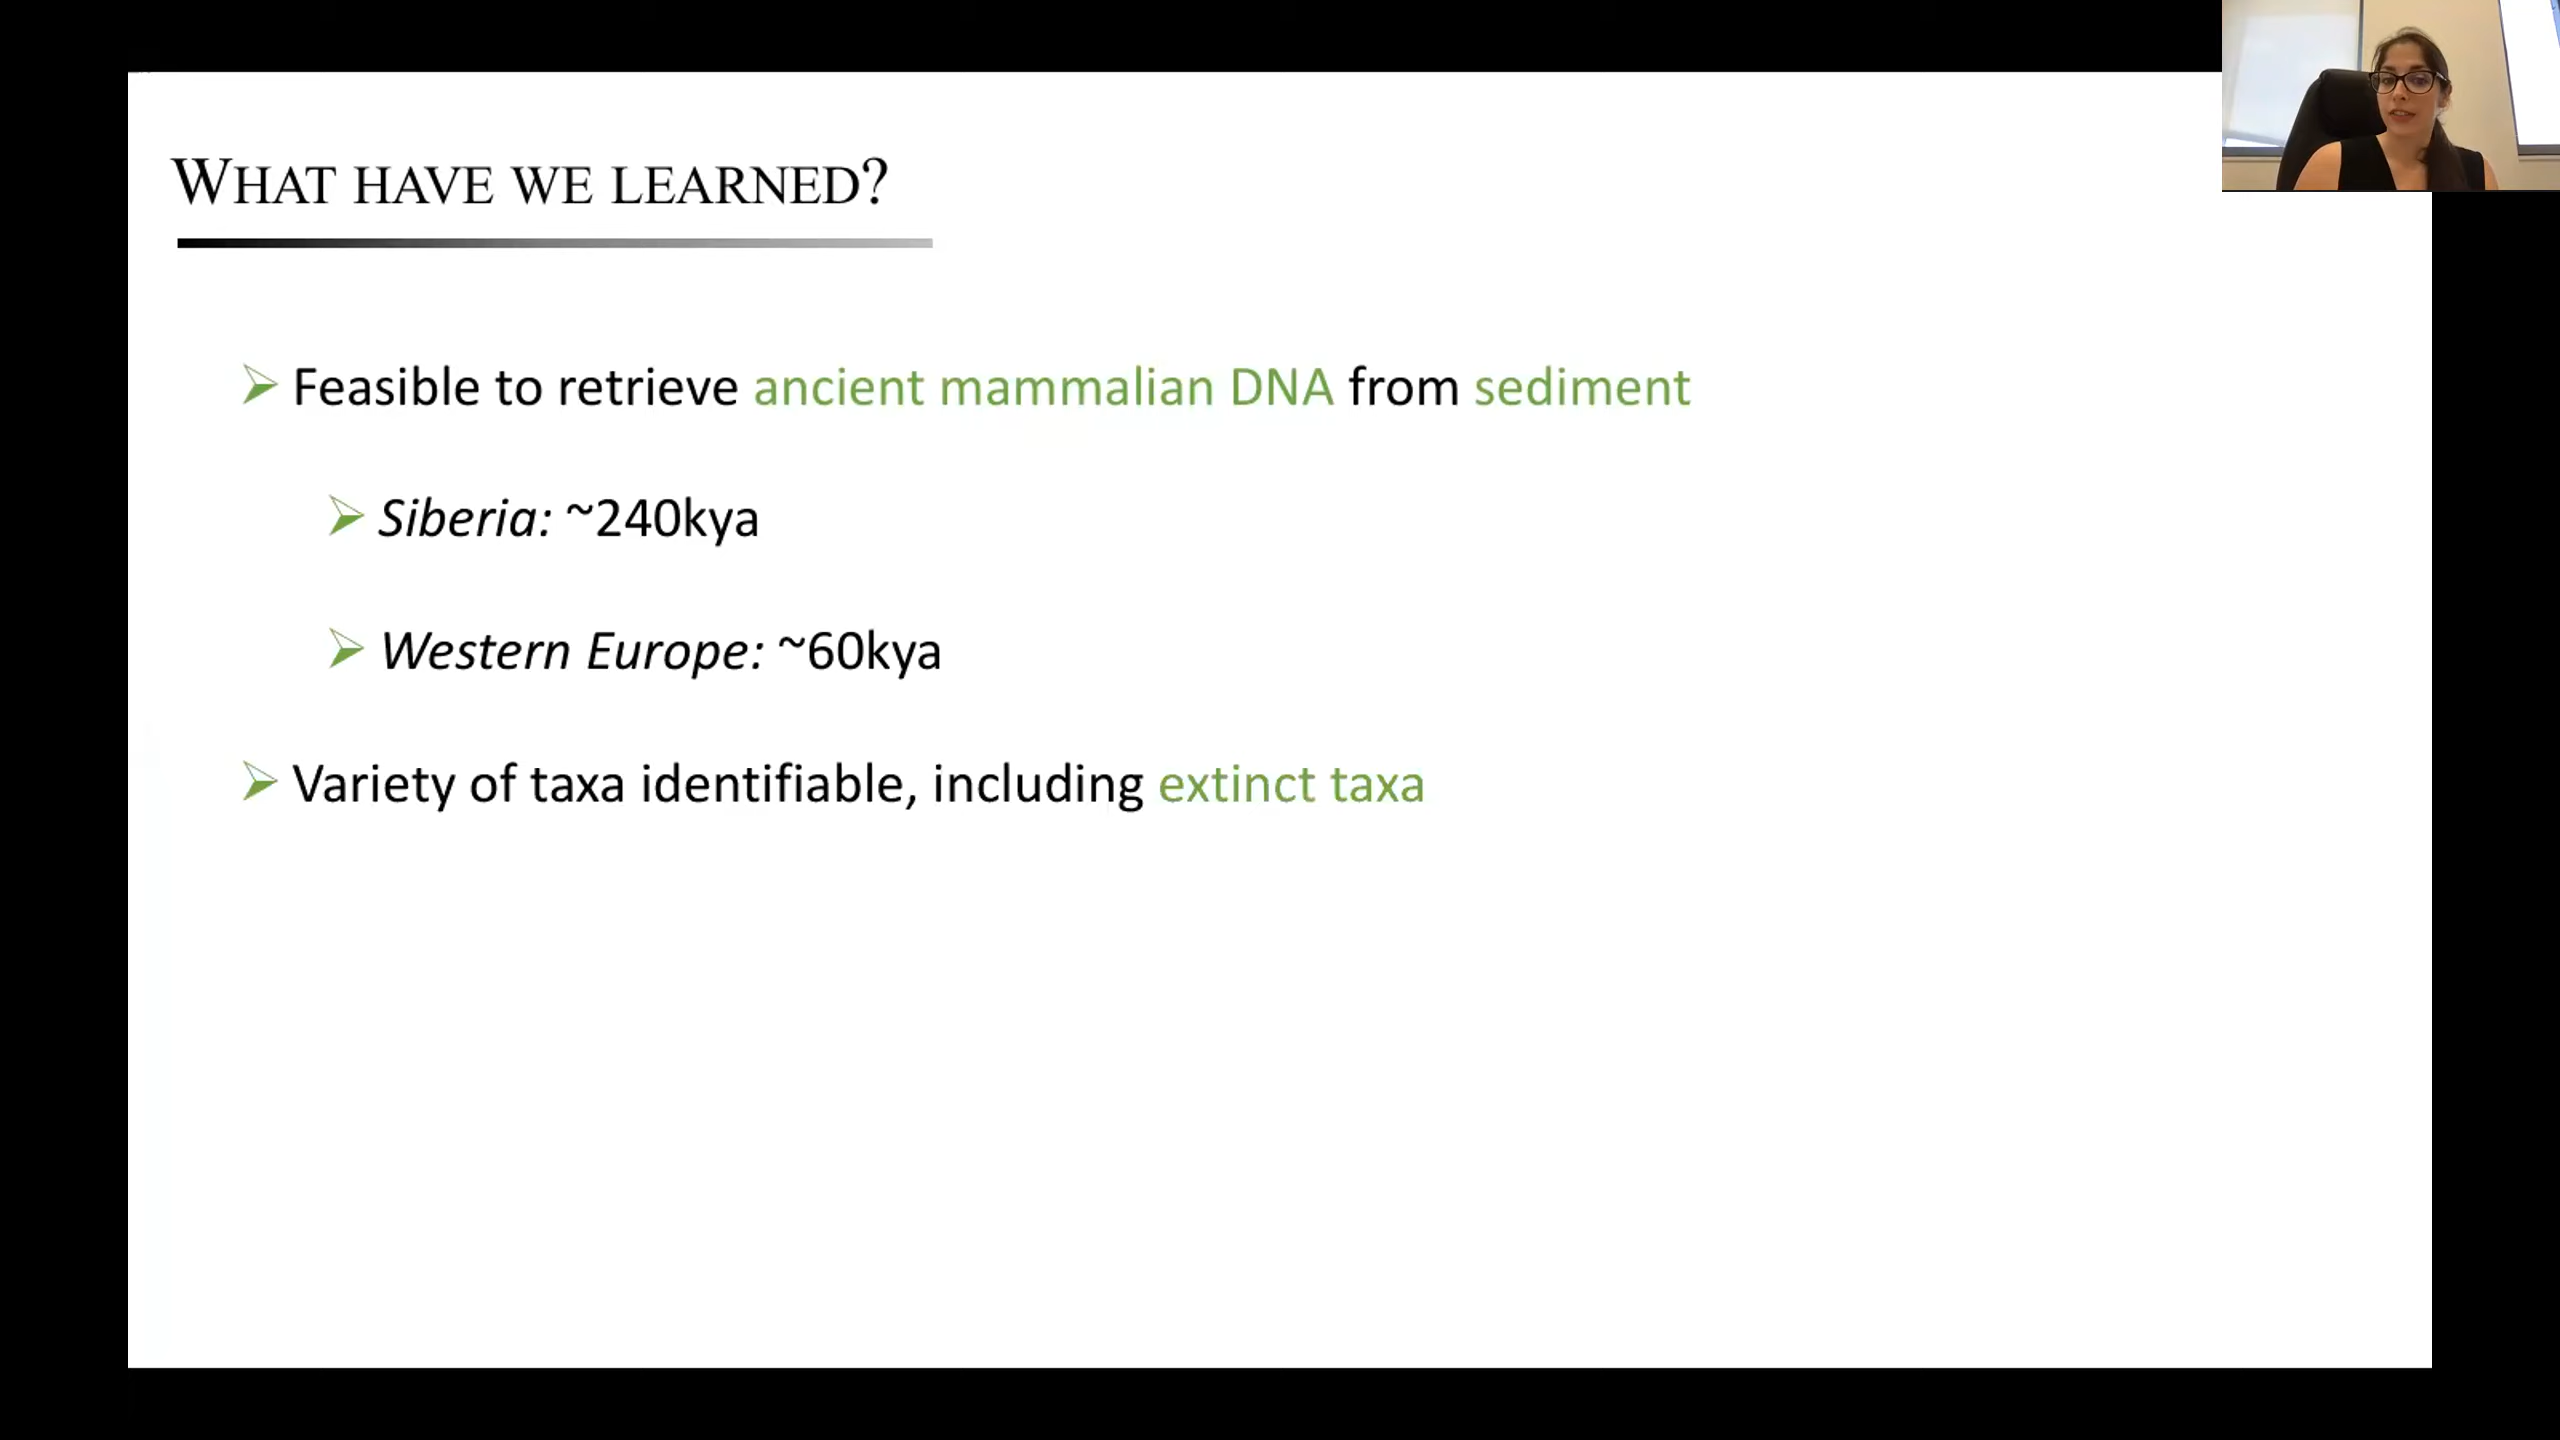 WHAT HAVE WE LEARNED?
Feasible to retrieve ancient mammalian DNA from sediment
Siberia: ~240kya
Western Europe: ~60kya
Variety of taxa identifiable, including extinct taxa